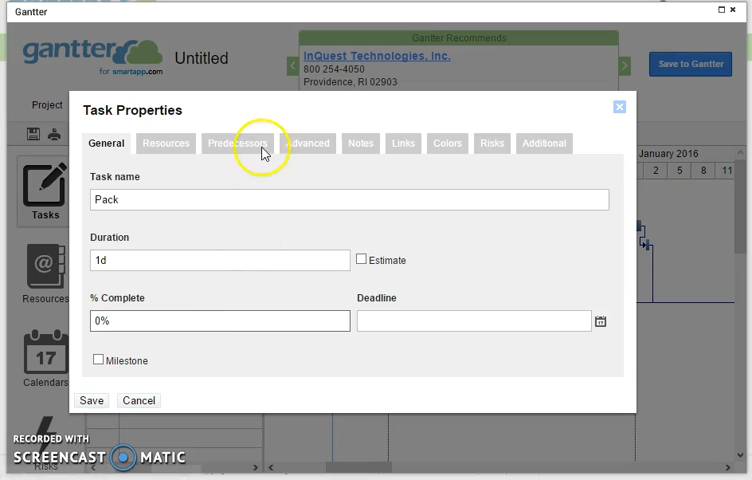 Gantter
Gantter Recommends
gantter
for smartapp.com
Untitled
InQuest Technologies, Inc.
800 254-4050
Providence, RI 02903
Save to Gantter
Project
Task Properties
General Resources Predecessors Advanced Notes Links Colors Risks Additional
January 2016
2 5 8 11
Task name
Pack
Tasks
Duration
1d
Estimate
Resources
% Complete
Deadline
0%
17
Calendars
Milestone
Save Cancel
RECORDED WITH
SCREENCAST MATIC
Risks